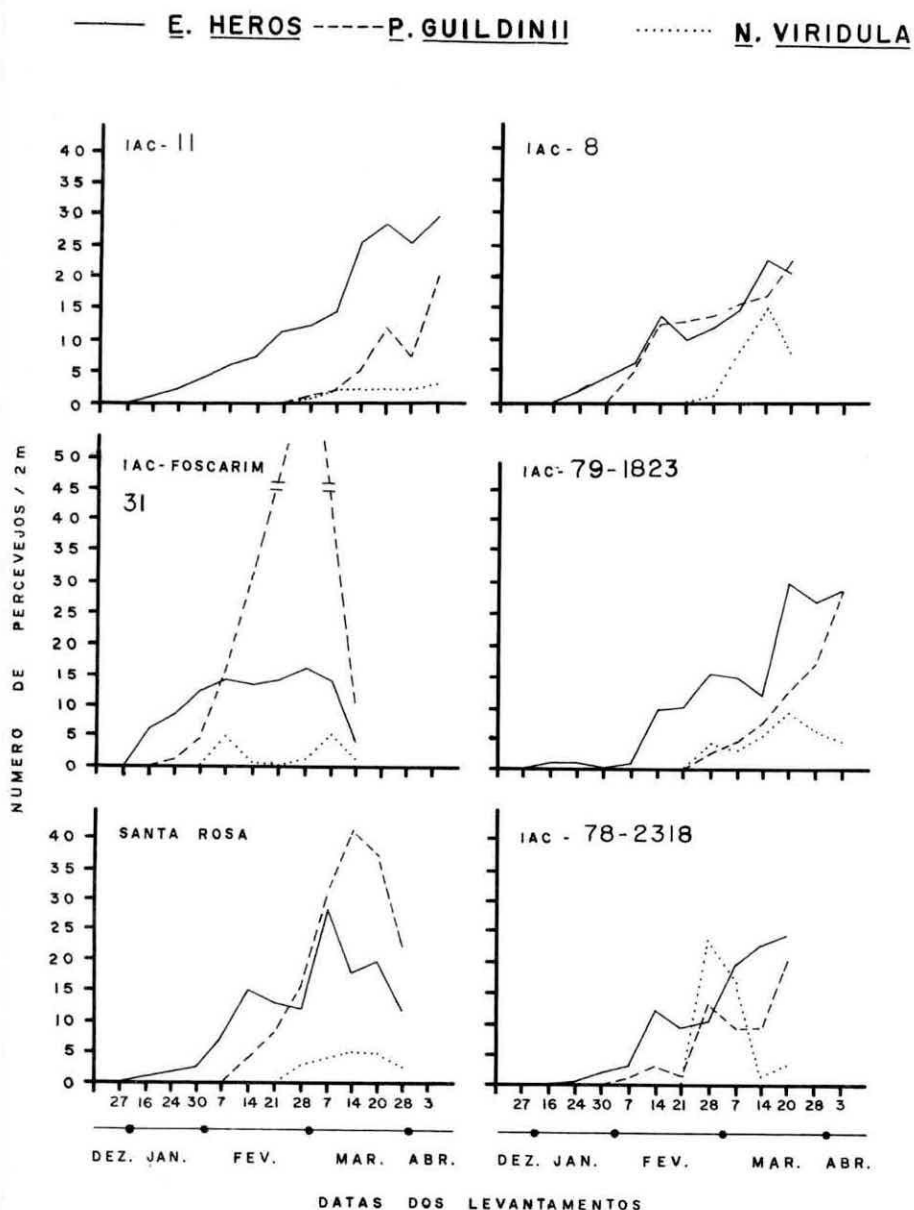 E. HEROS P. GUILDINII N. VIRIDULA
IAC-11
40
35
30
25
20
15
10
5
0
IAC-8
NUMERO DE PERCEVEJOS / 2m
IAC-FOSCARIM
31
50
45
40
35
30
25
20
15
10
5
0
IAC-79-1823
SANTA ROSA
40
35
30
25
20
15
10
5
0
IAC - 78-2318
27 16 24 30 7 14 21 28 7 14 20 28 3
27 16 24 30 7 14 21 28 7 14 20 28 3
DEZ. JAN. FEV. MAR. ABR.
DEZ. JAN. FEV. MAR. ABR.
DATAS DOS LEVANTAMENTOS